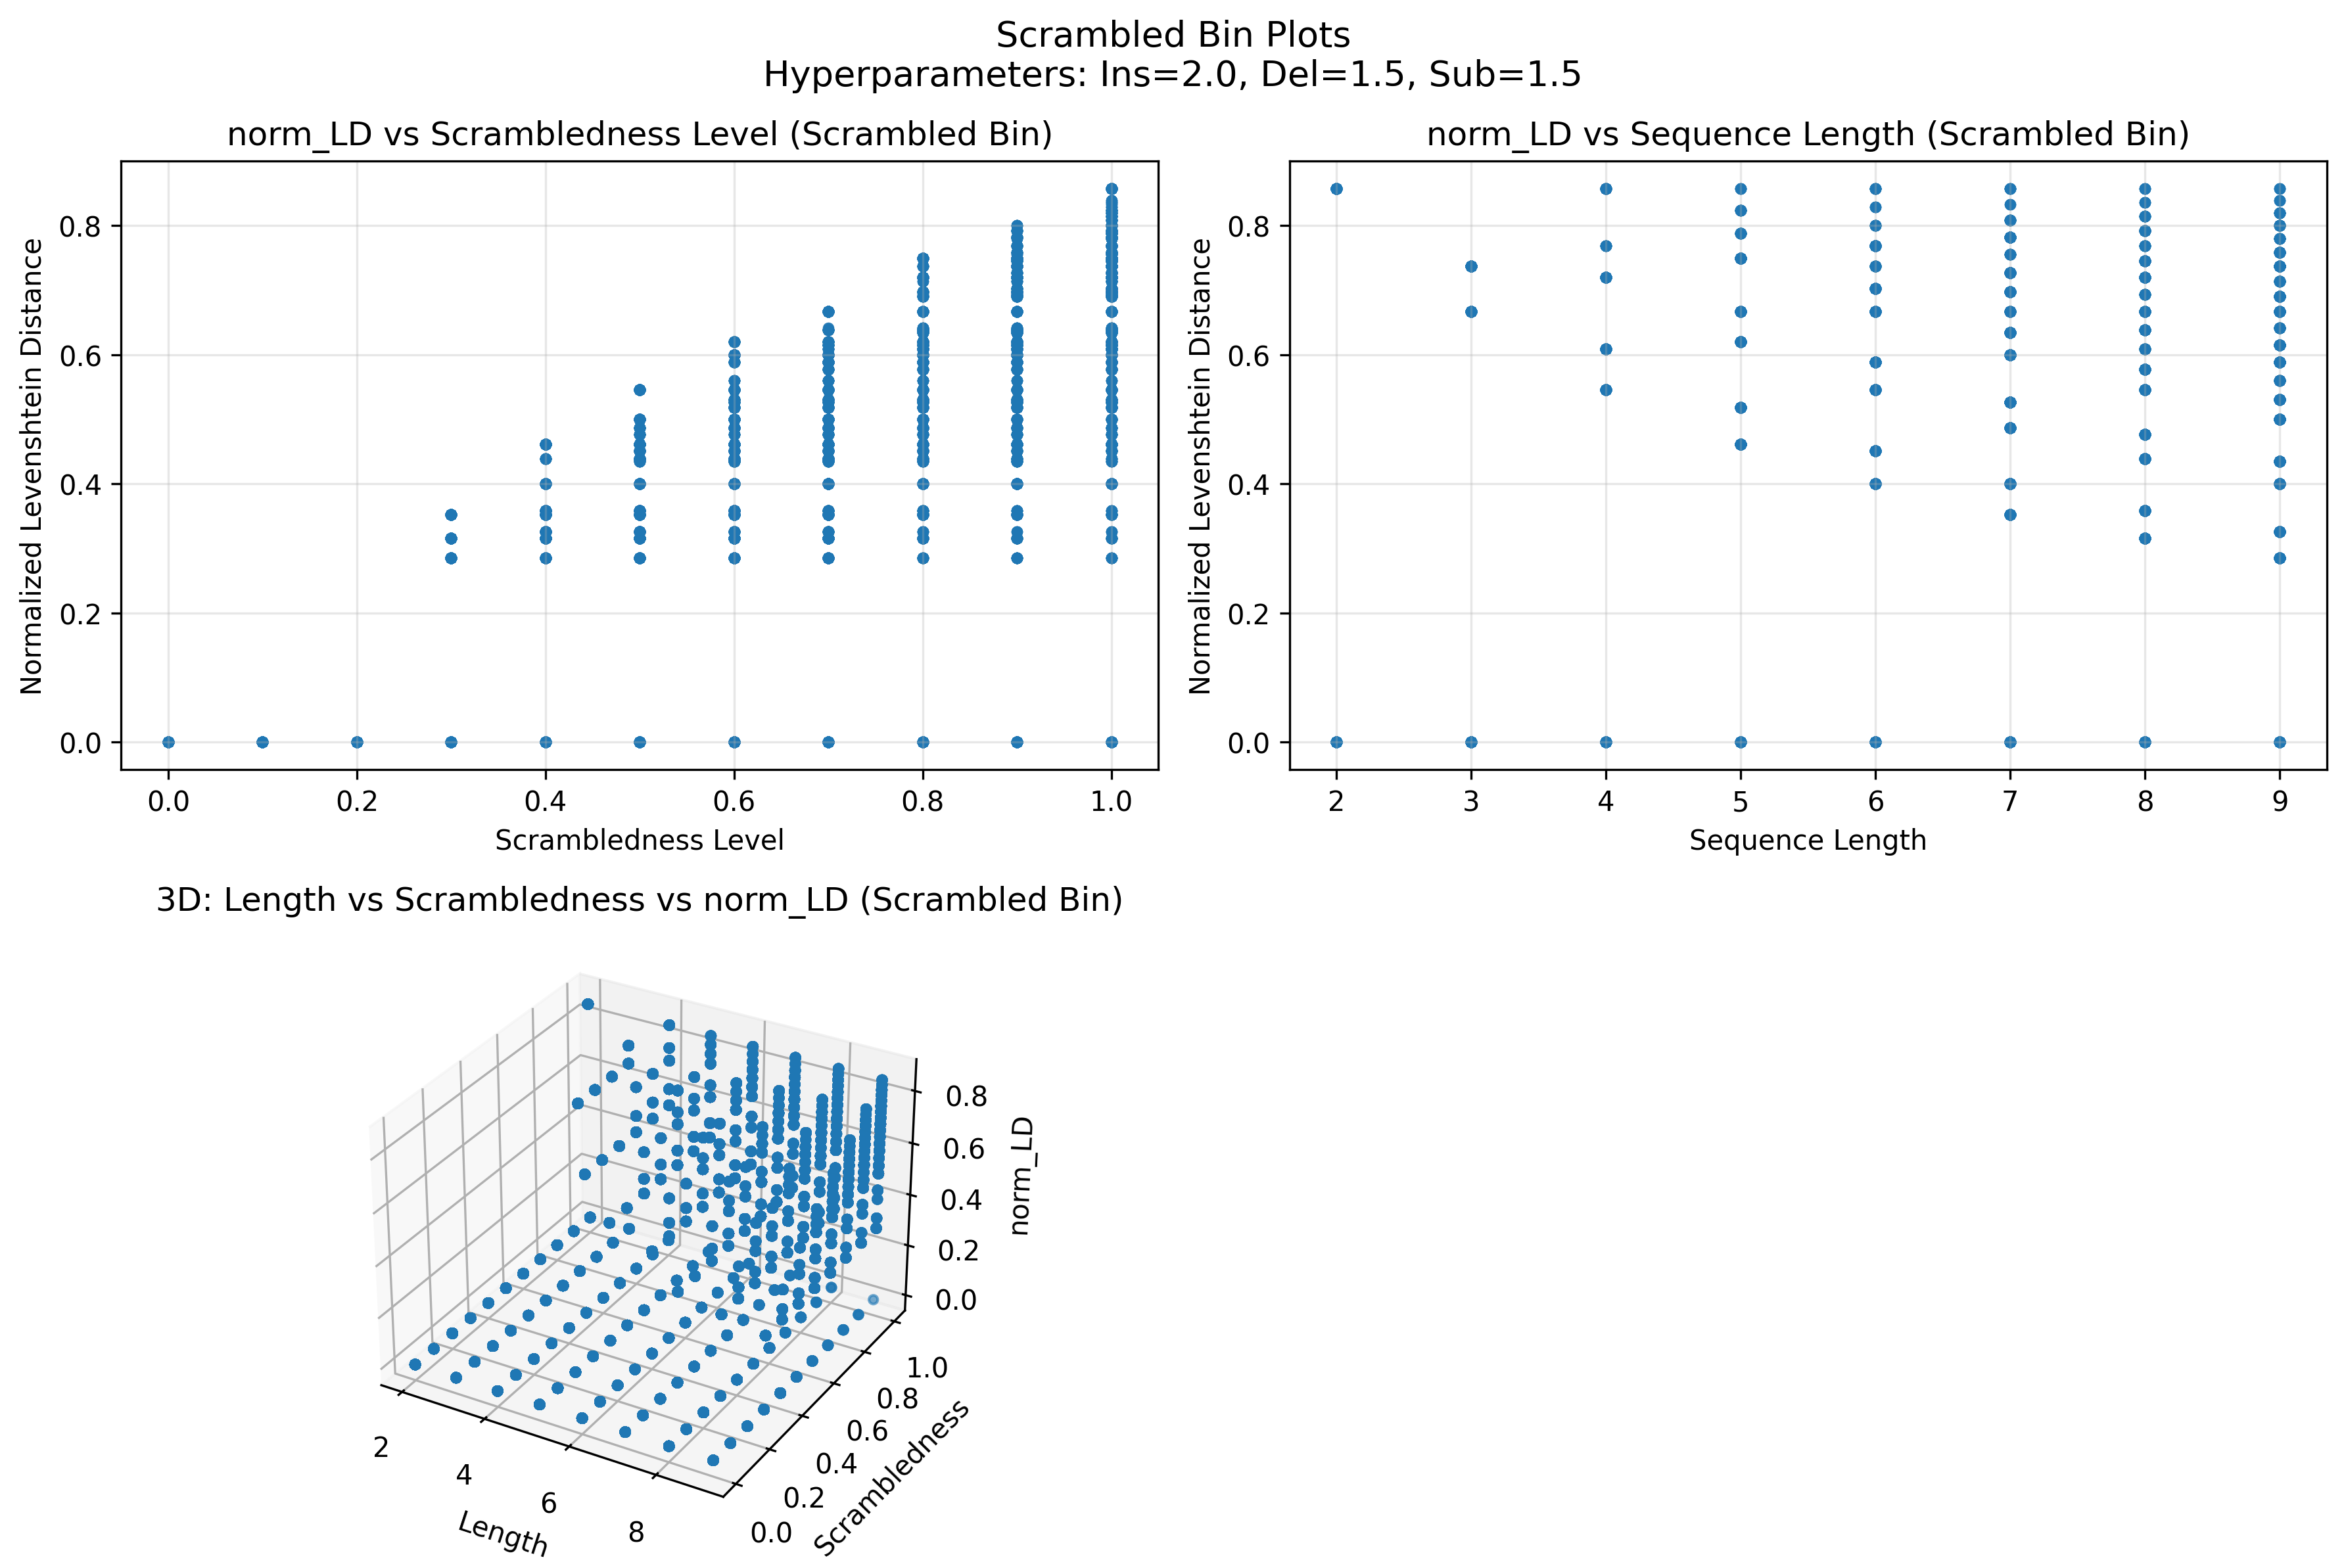 Scrambled Bin Plots
Hyperparameters: Ins=2.0, Del=1.5, Sub=1.5
norm_LD vs Scrambledness Level (Scrambled Bin)
Normalized Levenshtein Distance
0.8
0.6
0.4
0.2
0.0
0.0 0.2 0.4 0.6 0.8 1.0
Scrambledness Level
norm_LD vs Sequence Length (Scrambled Bin)
Normalized Levenshtein Distance
0.8
0.6
0.4
0.2
0.0
2 3 4 5 6 7 8 9
Sequence Length
3D: Length vs Scrambledness vs norm_LD (Scrambled Bin)
2 4 6 8
Length
0.0 0.2 0.4 0.6 0.8 1.0
Scrambledness
0.8
0.6
0.4
0.2
0.0
norm_LD